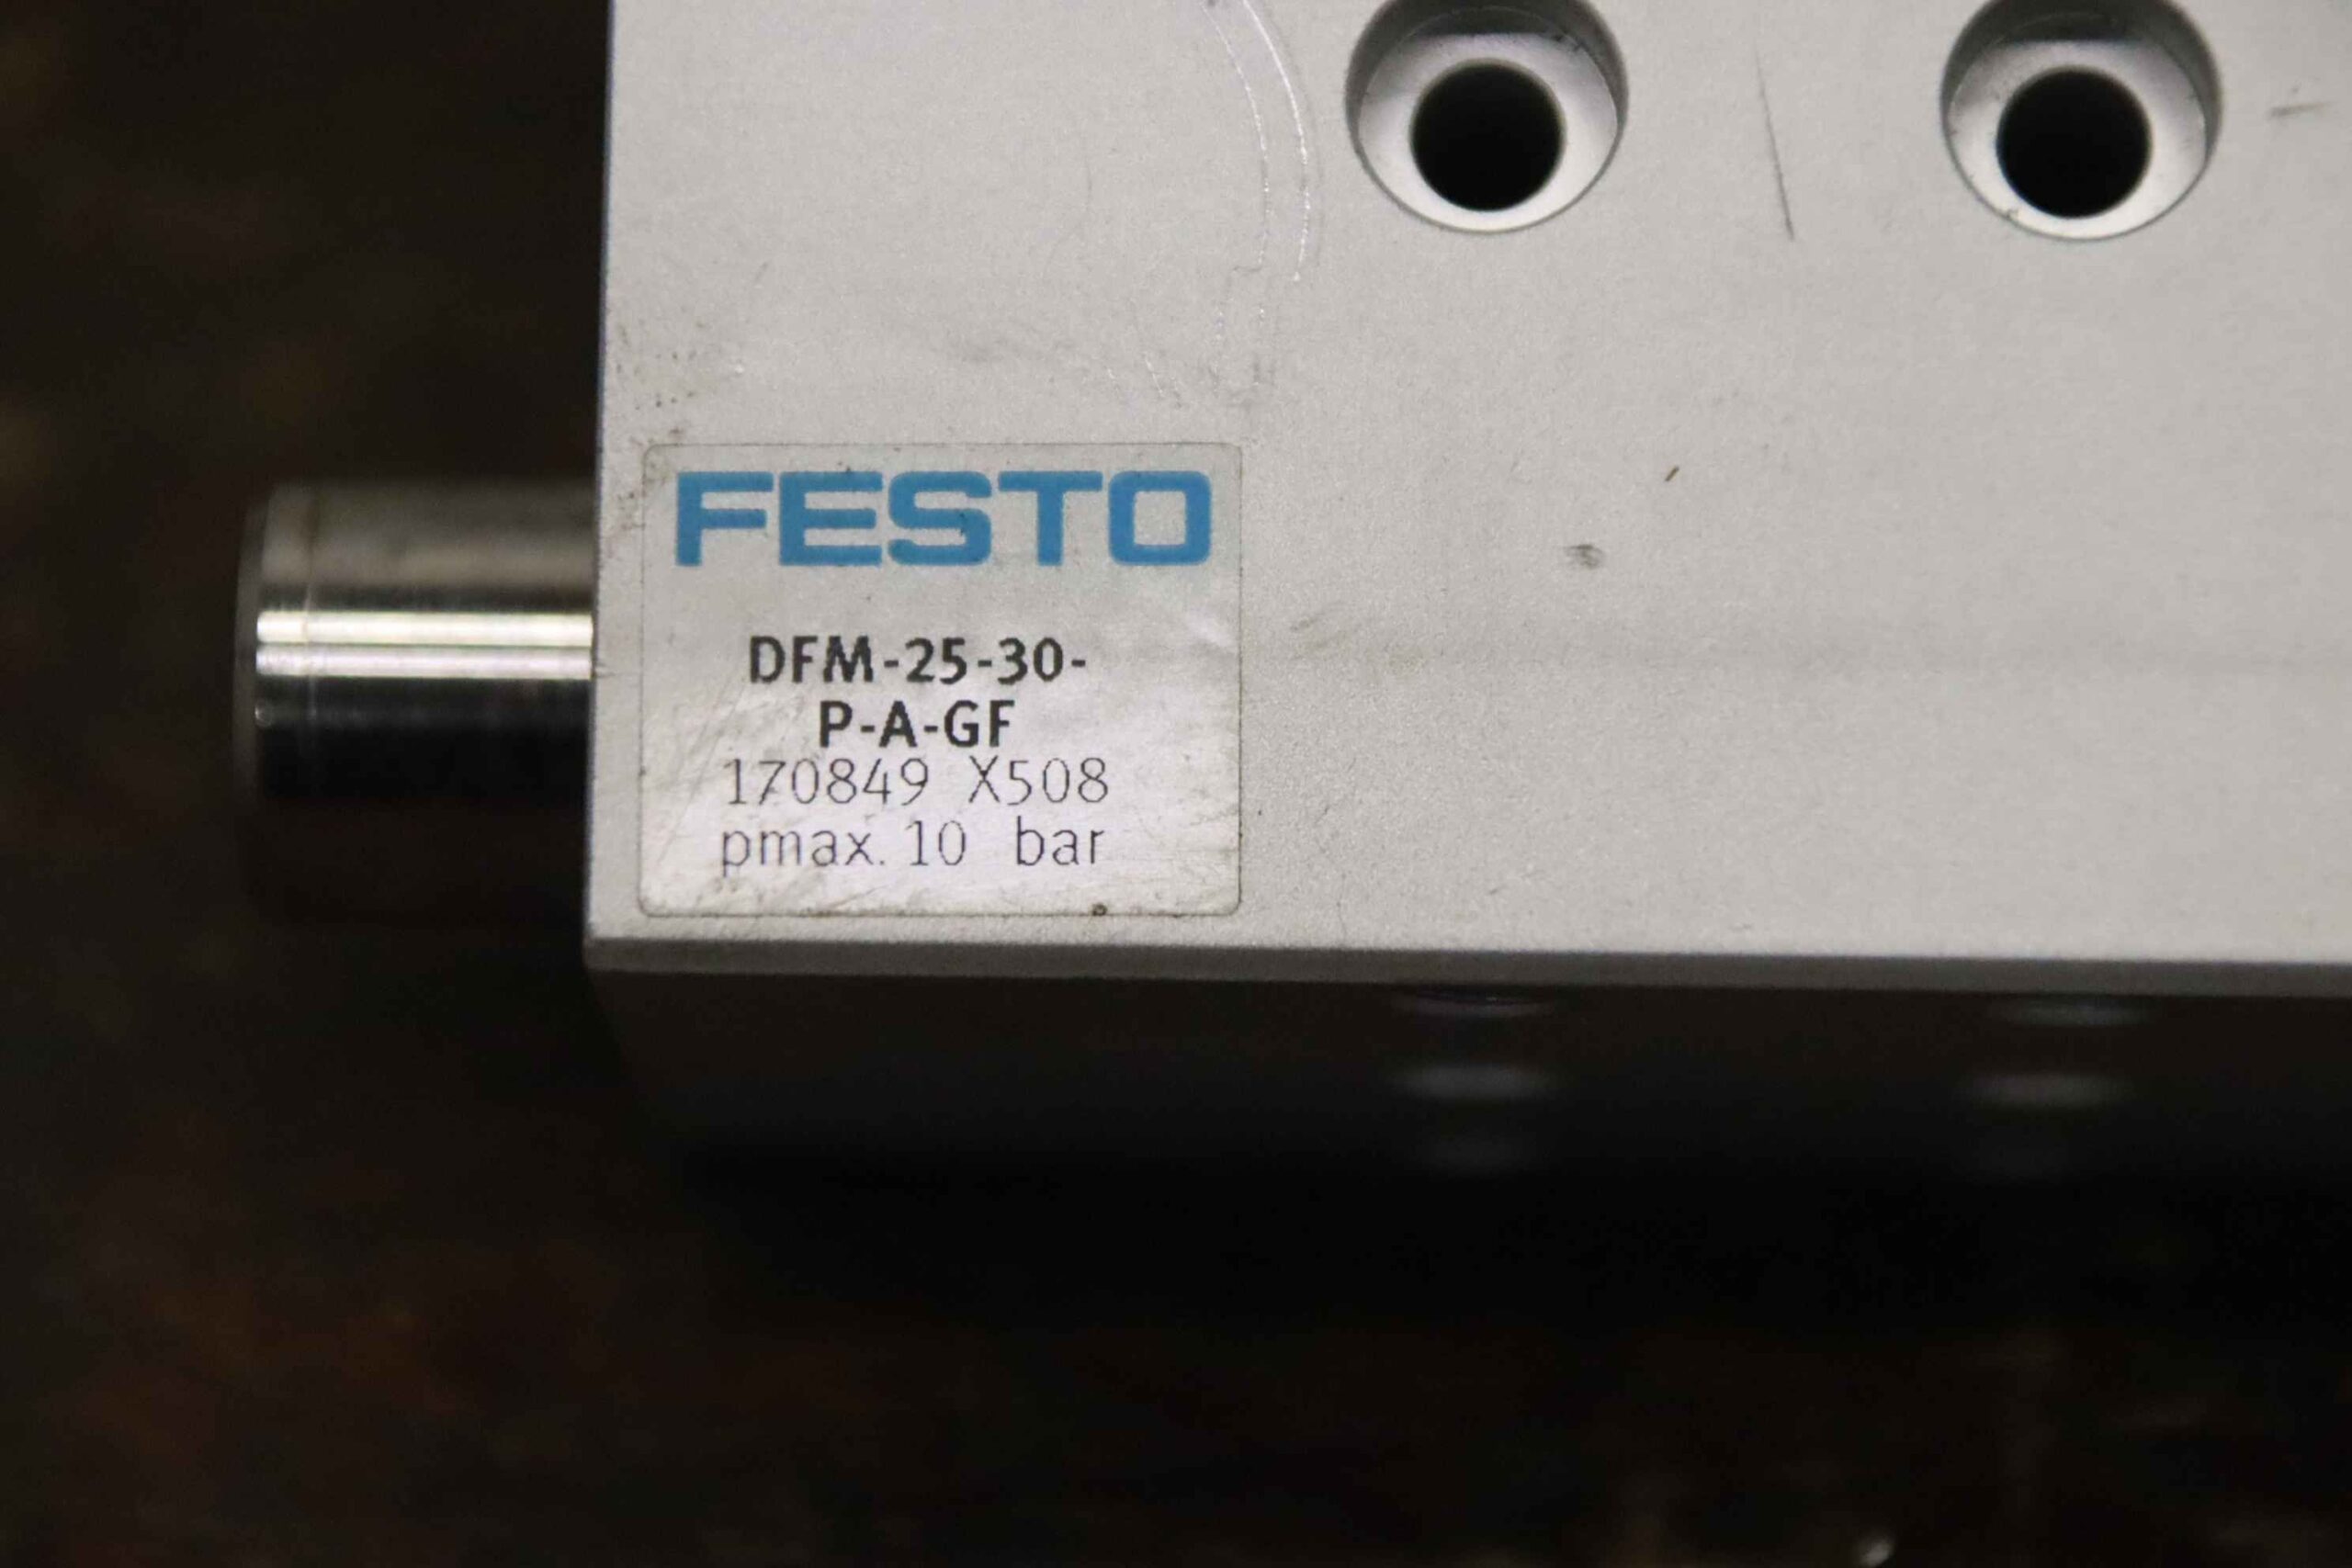 FESTO
DFM-25-30-
P-A-GF
170849 X508
pmax. 10 bar